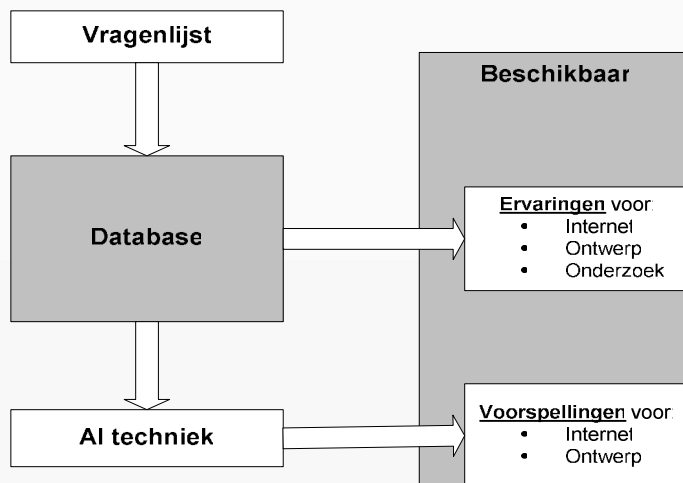 Vragenlijst
Beschikbaar
Database
Ervaringen voor:
• Internet
• Ontwerp
• Onderzoek
AI techniek
Voorspellingen voor:
• Internet
• Ontwerp